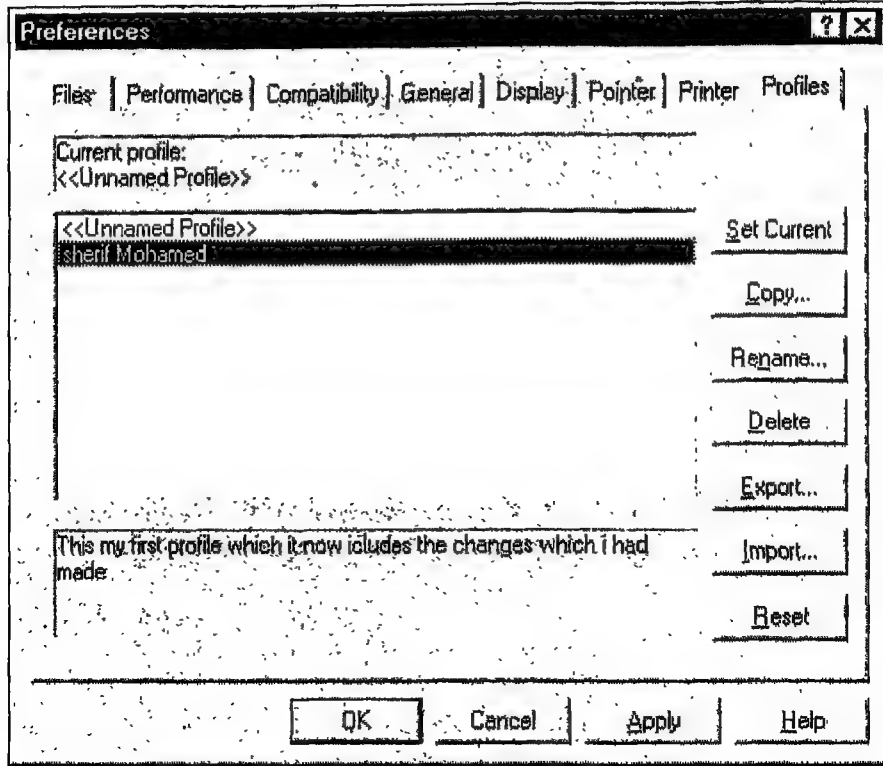 Preferences
Files Performance Compatibility General Display Pointer Printer Profiles
Current profile:
<<Unnamed Profile>>
<<Unnamed Profile>>
sherif Mohamed
Set Current
Copy...
Rename...
Delete
Export...
Import...
Reset
This my first profile which it now icludes the changes which i had
made
OK Cancel Apply Help